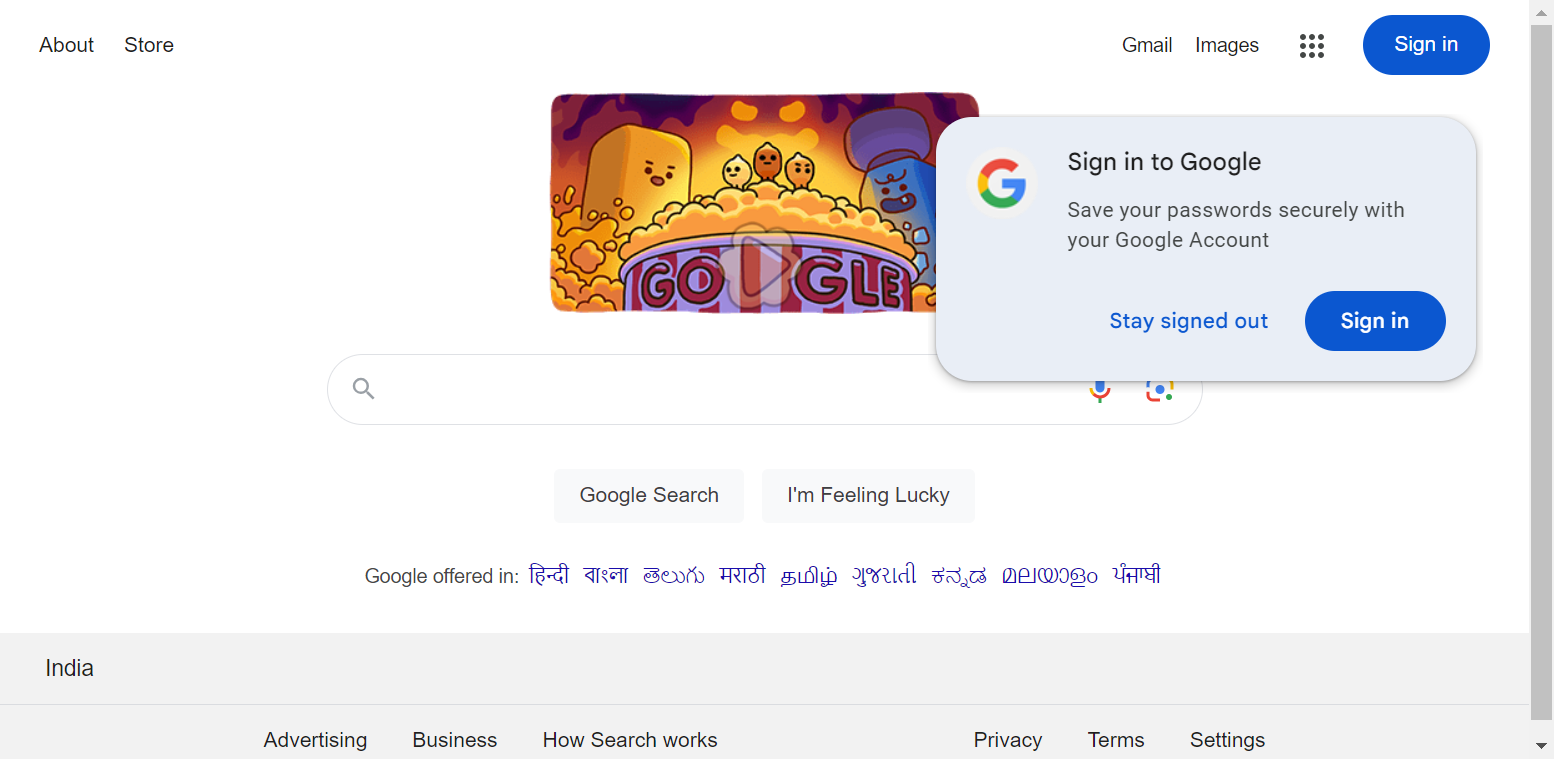 About Store
Gmail Images Sign in
GOOGLE
Sign in to Google
Save your passwords securely with
your Google Account
Stay signed out Sign in
Google Search I'm Feeling Lucky
Google offered in: हिन्दी বাংলা తెలుగు मराठी தமிழ் ગુજરાતી ಕನ್ನಡ മലയാളം ਪੰਜਾਬੀ
India
Advertising Business How Search works
Privacy Terms Settings